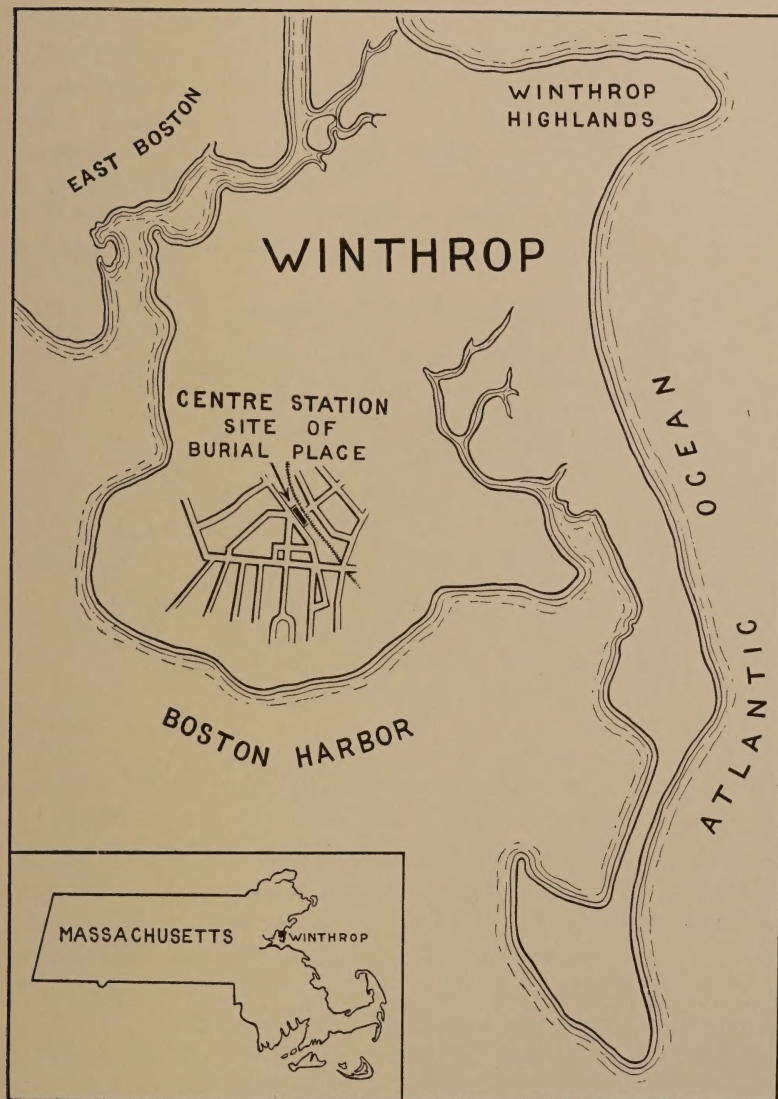 WINTHROP
HIGHLANDS
EAST BOSTON
WINTHROP
CENTRE STATION
SITE OF
BURIAL PLACE
ATLANTIC OCEAN
BOSTON HARBOR
MASSACHUSETTS
WINTHROP